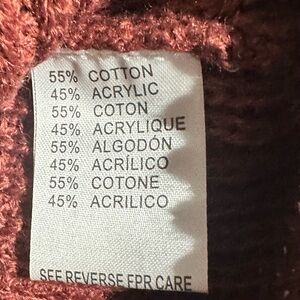 55% COTTON
45% ACRYLIC
55% COTON
45% ACRYLIQUE
55% ALGODÓN
45% ACRÍLICO
55% COTONE
45% ACRILICO
SEE REVERSE FPR CARE